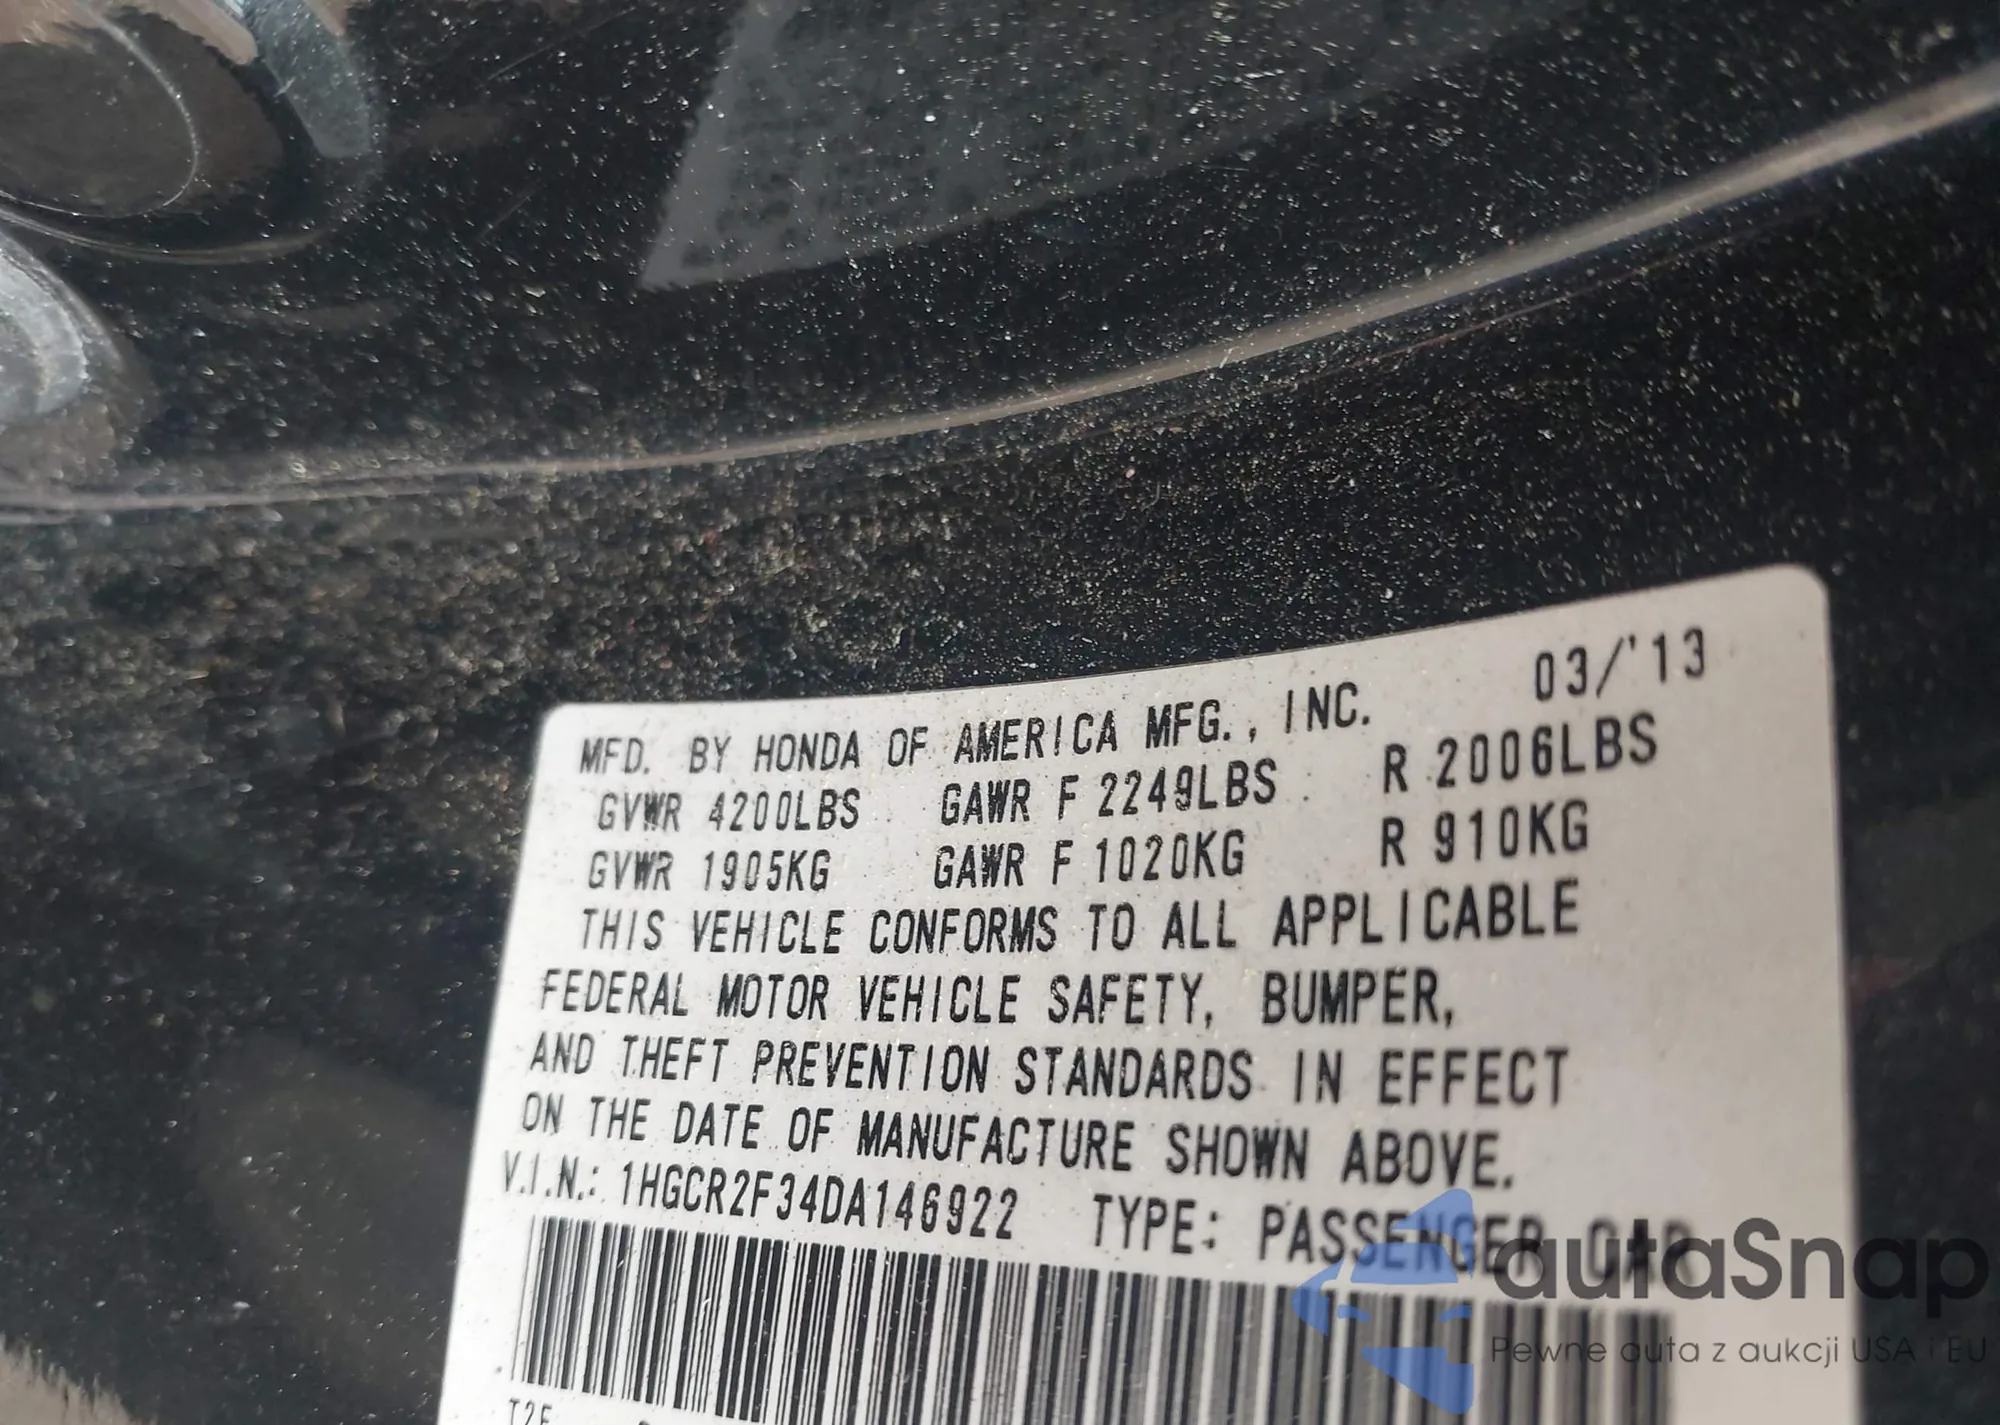 MFD. BY HONDA OF AMERICA MFG., INC. 03/'13
GVWR 4200LBS GAWR F 2249LBS R 2006LBS
GVWR 1905KG GAWR F 1020KG R 910KG
THIS VEHICLE CONFORMS TO ALL APPLICABLE
FEDERAL MOTOR VEHICLE SAFETY, BUMPER,
AND THEFT PREVENTION STANDARDS IN EFFECT
ON THE DATE OF MANUFACTURE SHOWN ABOVE.
V.I.N.: 1HGCR2F34DA146922 TYPE: PASSENGER CAR
autaSnap
Pewne auta z aukcji USA i EU